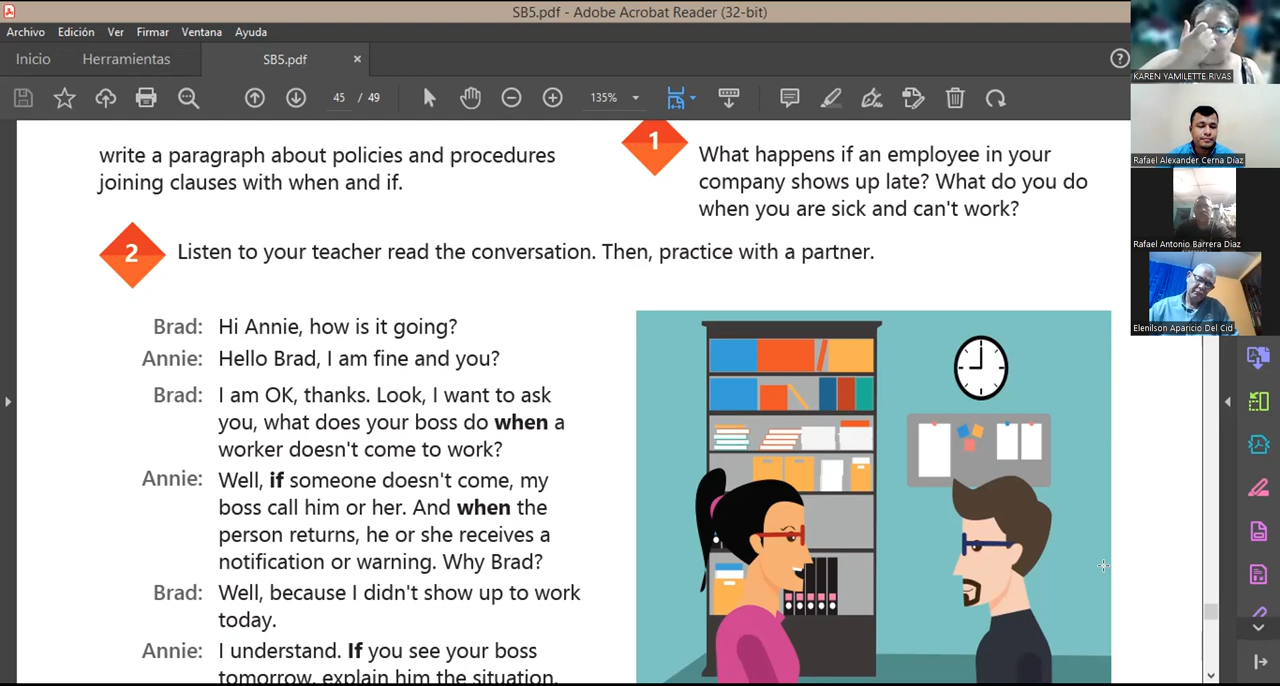 SB5.pdf - Adobe Acrobat Reader (32-bit)
Archivo Edición Ver Firmar Ventana Ayuda
Inicio Herramientas SB5.pdf ×
45 / 49 135%
write a paragraph about policies and procedures
joining clauses with when and if.
1
What happens if an employee in your
company shows up late? What do you do
when you are sick and can't work?
2
Listen to your teacher read the conversation. Then, practice with a partner.
Brad: Hi Annie, how is it going?
Annie: Hello Brad, I am fine and you?
Brad: I am OK, thanks. Look, I want to ask
you, what does your boss do when a
worker doesn't come to work?
Annie: Well, if someone doesn't come, my
boss call him or her. And when the
person returns, he or she receives a
notification or warning. Why Brad?
Brad: Well, because I didn't show up to work
today.
Annie: I understand. If you see your boss
tomorrow, explain him the situation.
KAREN YAMILETTE RIVAS
Rafael Alexander Cerna Díaz
Rafael Antonio Barrera Diaz
Elenilson Aparicio Del Cid